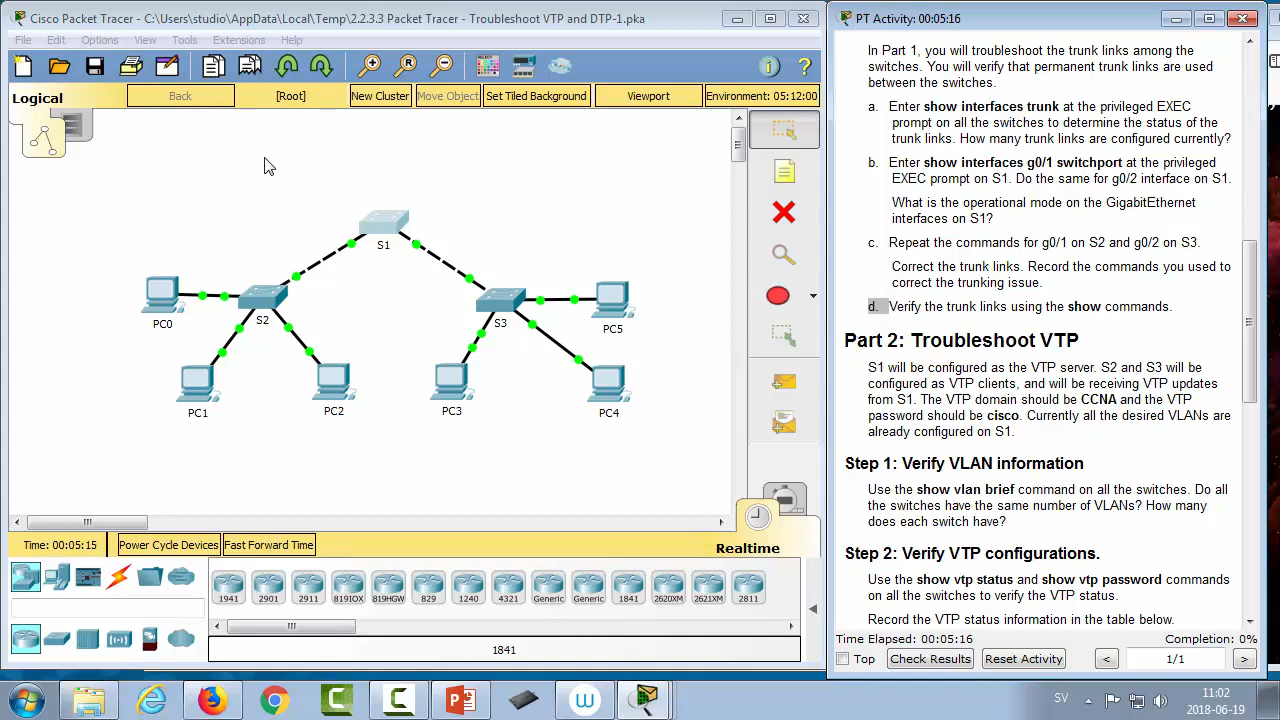 Cisco Packet Tracer - C:\Users\studio\AppData\Local\Temp\2.2.3.3 Packet Tracer - Troubleshoot VTP and DTP-1.pka
File Edit Options View Tools Extensions Help
Logical Back [Root] New Cluster Move Object Set Tiled Background Viewport Environment: 05:12:00
S1
S2
S3
PC0
PC5
PC1
PC2
PC3
PC4
Time: 00:05:15 Power Cycle Devices Fast Forward Time Realtime
1941 2901 2911 819IOX 819HGW 829 1240 4321 Generic Generic 1841 2620XM 2621XM 2811
1841
PT Activity: 00:05:16
In Part 1, you will troubleshoot the trunk links among the
switches. You will verify that permanent trunk links are used
between the switches.
a. Enter show interfaces trunk at the privileged EXEC
prompt on all the switches to determine the status of the
trunk links. How many trunk links are configured currently?
b. Enter show interfaces g0/1 switchport at the privileged
EXEC prompt on S1. Do the same for g0/2 interface on S1.
What is the operational mode on the GigabitEthernet
interfaces on S1?
c. Repeat the commands for g0/1 on S2 and g0/2 on S3.
Correct the trunk links. Record the commands you used to
correct the trunking issue.
d. Verify the trunk links using the show commands.
Part 2: Troubleshoot VTP
S1 will be configured as the VTP server. S2 and S3 will be
configured as VTP clients, and will be receiving VTP updates
from S1. The VTP domain should be CCNA and the VTP
password should be cisco. Currently all the desired VLANs are
already configured on S1.
Step 1: Verify VLAN information
Use the show vlan brief command on all the switches. Do all
the switches have the same number of VLANs? How many
does each switch have?
Step 2: Verify VTP configurations.
Use the show vtp status and show vtp password commands
on all the switches to verify the VTP status.
Record the VTP status information in the table below.
Time Elapsed: 00:05:16 Completion: 0%
Top Check Results Reset Activity < 1/1 >
SV 11:02
2018-06-19